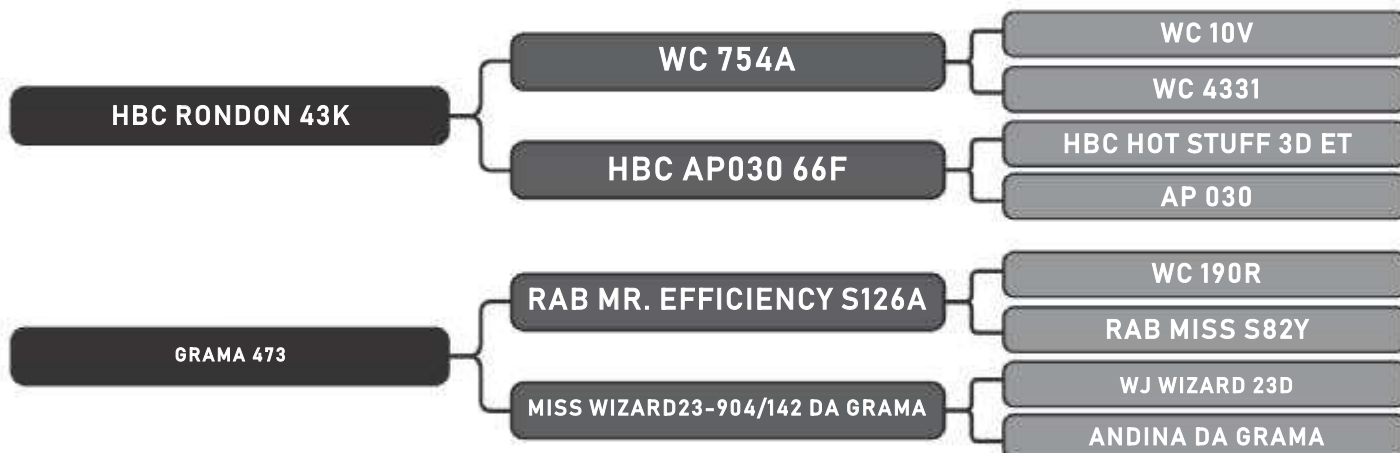 HBC RONDON 43K
WC 754A
HBC AP030 66F
WC 10V
WC 4331
HBC HOT STUFF 3D ET
AP 030
GRAMA 473
RAB MR. EFFICIENCY S126A
MISS WIZARD23-904/142 DA GRAMA
WC 190R
RAB MISS S82Y
WJ WIZARD 23D
ANDINA DA GRAMA